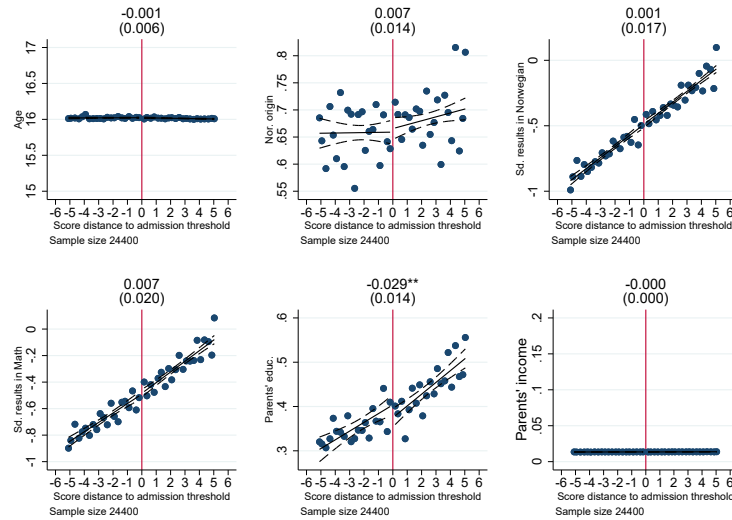 -0.001
(0.006)
Age
17
16.5
16
15.5
15
-6 -5 -4 -3 -2 -1 0 1 2 3 4 5 6
Score distance to admission threshold
Sample size 24400
0.007
(0.014)
Nor. origin
.8
.75
.7
.65
.6
.55
-6 -5 -4 -3 -2 -1 0 1 2 3 4 5 6
Score distance to admission threshold
Sample size 24400
0.001
(0.017)
Sd. results in Norwegian
0
-.5
-1
-6 -5 -4 -3 -2 -1 0 1 2 3 4 5 6
Score distance to admission threshold
Sample size 24400
0.007
(0.020)
Sd. results in Math
0
-.2
-.4
-.6
-.8
-1
-6 -5 -4 -3 -2 -1 0 1 2 3 4 5 6
Score distance to admission threshold
Sample size 24400
-0.029**
(0.014)
Parents' educ.
.6
.5
.4
.3
-6 -5 -4 -3 -2 -1 0 1 2 3 4 5 6
Score distance to admission threshold
Sample size 24400
-0.000
(0.000)
Parents' income
.2
.15
.1
.05
0
-6 -5 -4 -3 -2 -1 0 1 2 3 4 5 6
Score distance to admission threshold
Sample size 24400